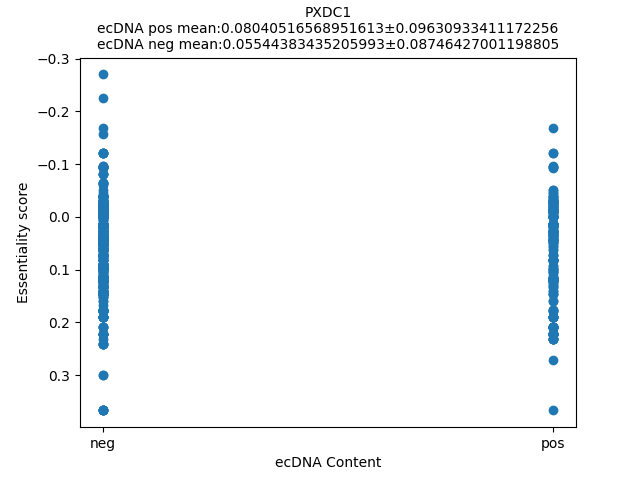 PXDC1
ecDNA pos mean:0.08040516568951613±0.09630933411172256
ecDNA neg mean:0.05544383435205993±0.08746427001198805
−0.3
−0.2
−0.1
0.0
0.1
0.2
0.3
Essentiality score
neg
pos
ecDNA Content